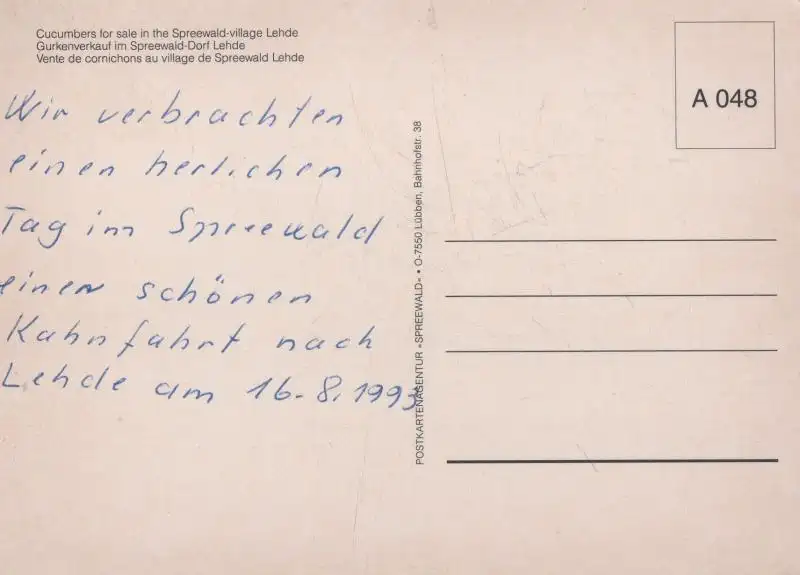 Cucumbers for sale in the Spreewald-village Lehde
Gurkenverkauf im Spreewald-Dorf Lehde
Vente de cornichons au village de Spreewald Lehde
A 048
Wir verbrachten
einen herlichen
Tag im Spreewald
einen schönen
Kahnfahrt nach
Lehde am 16-8.1993
POSTKARTENAGENTUR »SPREEWALD« • O-7550 Lübben, Bahnhofstr. 38